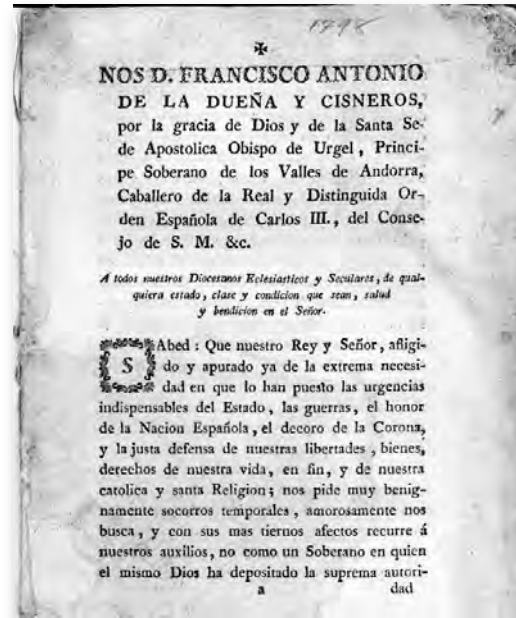 1798
✠
NOS D. FRANCISCO ANTONIO
DE LA DUEÑA Y CISNEROS,
por la gracia de Dios y de la Santa Se-
de Apostolica Obispo de Urgel, Princi-
pe Soberano de los Valles de Andorra,
Caballero de la Real y Distinguida Or-
den Española de Carlos III., del Conse-
jo de S. M. &c.
A todos nuestros Diocesanos Eclesiasticos y Seculares, de qual-
quiera estado, clase y condicion que sean, salud
y bendicion en el Señor.
SAbed: Que nuestro Rey y Señor, afligi-
do y apurado ya de la extrema necesi-
dad en que lo han puesto las urgencias
indispensables del Estado, las guerras, el honor
de la Nacion Española, el decoro de la Corona,
y la justa defensa de nuestras libertades, bienes,
derechos de nuestra vida, en fin, y de nuestra
catolica y santa Religion; nos pide muy benig-
namente socorros temporales, amorosamente nos
busca, y con sus mas tiernos afectos recurre á
nuestros auxilios, no como un Soberano en quien
el mismo Dios ha depositado la suprema autori-
a dad